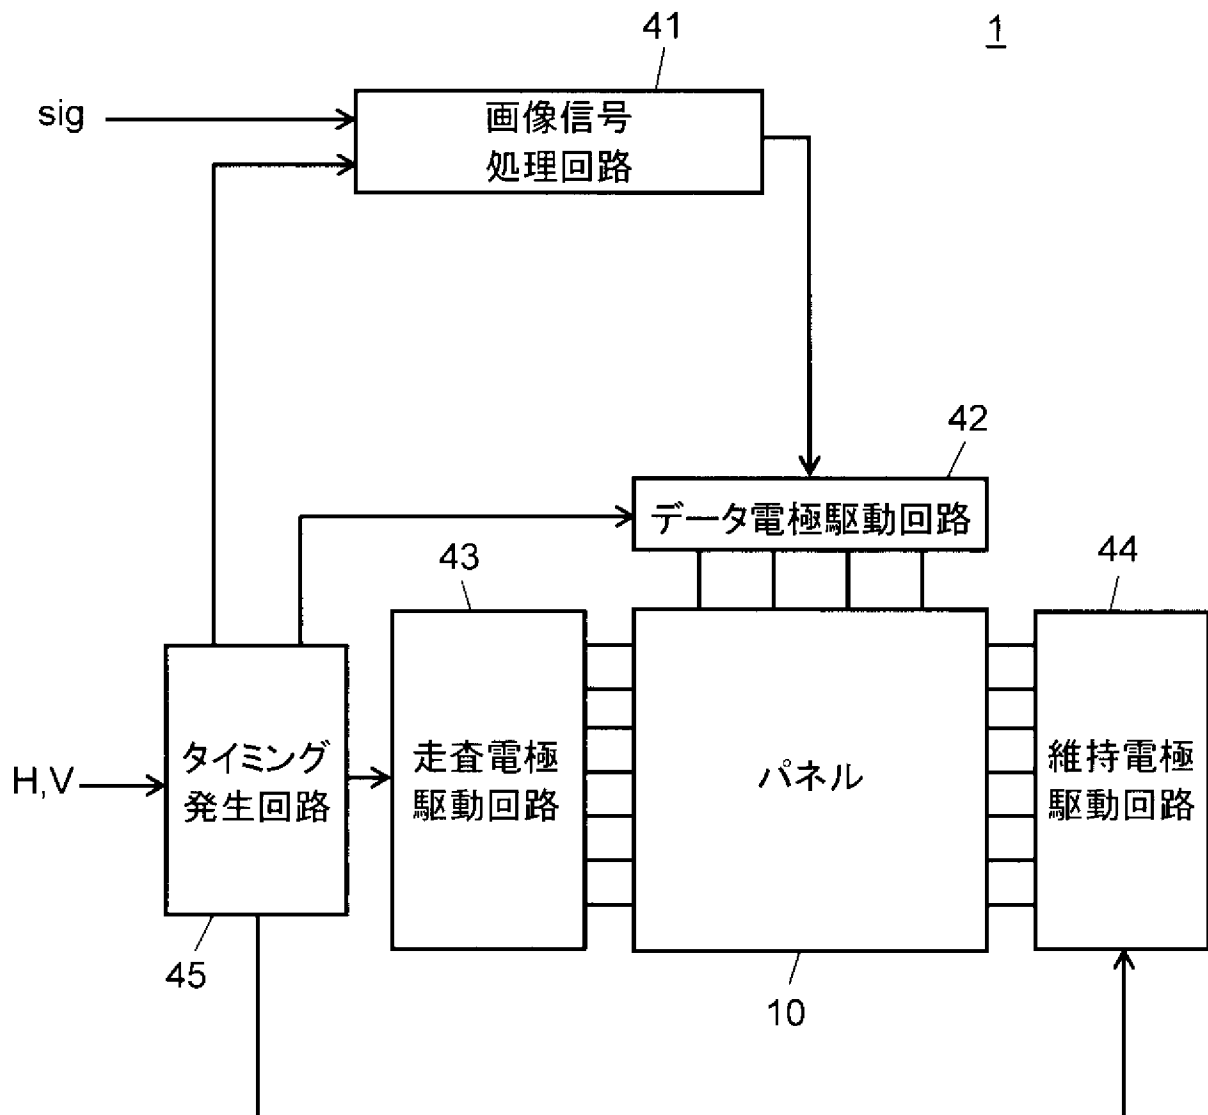 41
1
sig
画像信号
処理回路
42
データ電極駆動回路
43
44
H,V
タイミング
発生回路
走査電極
駆動回路
パネル
維持電極
駆動回路
45
10